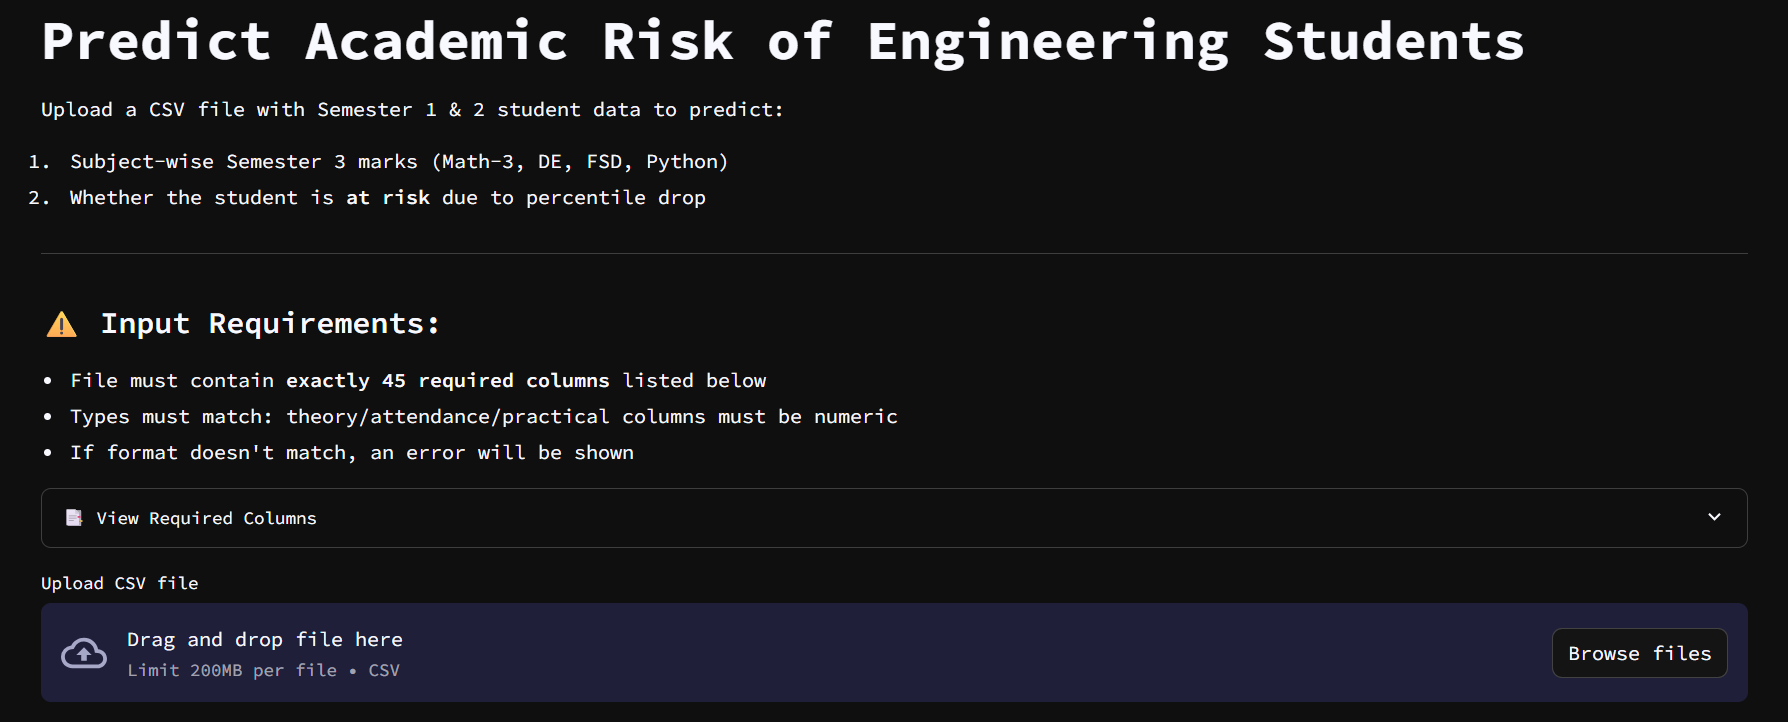 Predict Academic Risk of Engineering Students
Upload a CSV file with Semester 1 & 2 student data to predict:
1. Subject-wise Semester 3 marks (Math-3, DE, FSD, Python)
2. Whether the student is at risk due to percentile drop
Input Requirements:
• File must contain exactly 45 required columns listed below
• Types must match: theory/attendance/practical columns must be numeric
• If format doesn't match, an error will be shown
View Required Columns
Upload CSV file
Drag and drop file here
Limit 200MB per file • CSV
Browse files